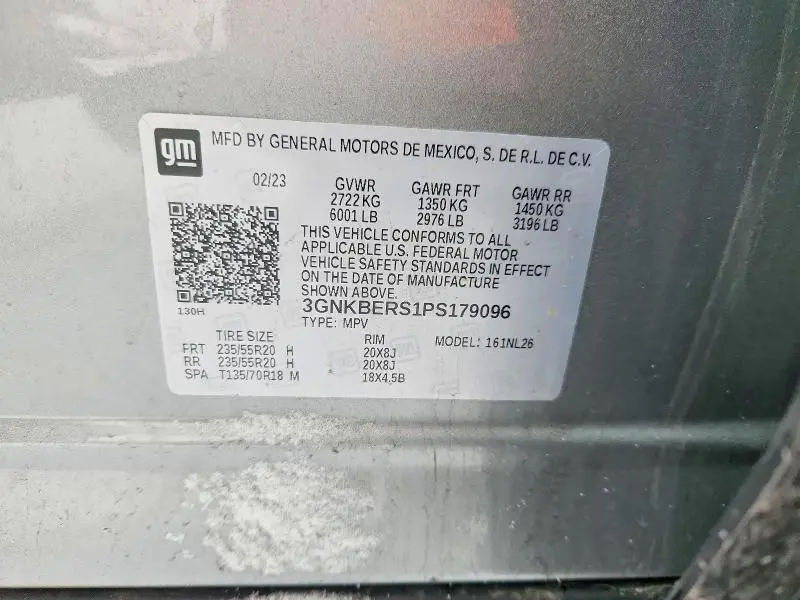 gm
MFD BY GENERAL MOTORS DE MEXICO, S. DE R.L. DE C.V.
02/23 GVWR GAWR FRT GAWR RR
2722 KG 1350 KG 1450 KG
6001 LB 2976 LB 3196 LB
THIS VEHICLE CONFORMS TO ALL
APPLICABLE U.S. FEDERAL MOTOR
VEHICLE SAFETY STANDARDS IN EFFECT
ON THE DATE OF MANUFACTURE
SHOWN ABOVE.
130H
3GNKBERS1PS179096
TYPE: MPV
TIRE SIZE RIM MODEL: 161NL26
FRT 235/55R20 H 20X8J
RR 235/55R20 H 20X8J
SPA T135/70R18 M 18X4.5B